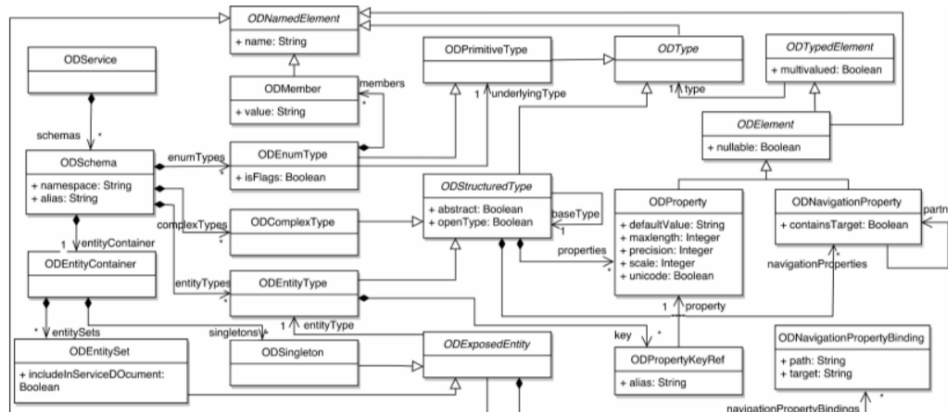 ODNamedElement
+ name: String
ODService
ODPrimitiveType
ODType
ODTypedElement
+ multivalued: Boolean
ODMember
+ value: String
members
*
1
underlyingType
1
type
ODElement
+ nullable: Boolean
schemas
*
ODSchema
+ namespace: String
+ alias: String
enumTypes
*
ODEnumType
+ isFlags: Boolean
ODStructuredType
+ abstract: Boolean
+ openType: Boolean
baseType
1
ODProperty
+ defaultValue: String
+ maxlength: Integer
+ precision: Integer
+ scale: Integer
+ unicode: Boolean
ODNavigationProperty
+ containsTarget: Boolean
partn
complexTypes
*
ODComplexType
1
entityContainer
properties
*
navigationProperties
*
ODEntityContainer
entityTypes
*
ODEntityType
1
property
*
entitySets
singletons
*
1
entityType
key
*
ODEntitySet
+ includeInServiceDOcument:
Boolean
ODSingleton
ODExposedEntity
ODPropertyKeyRef
+ alias: String
ODNavigationPropertyBinding
+ path: String
+ target: String
navigationPropertyBindings
*